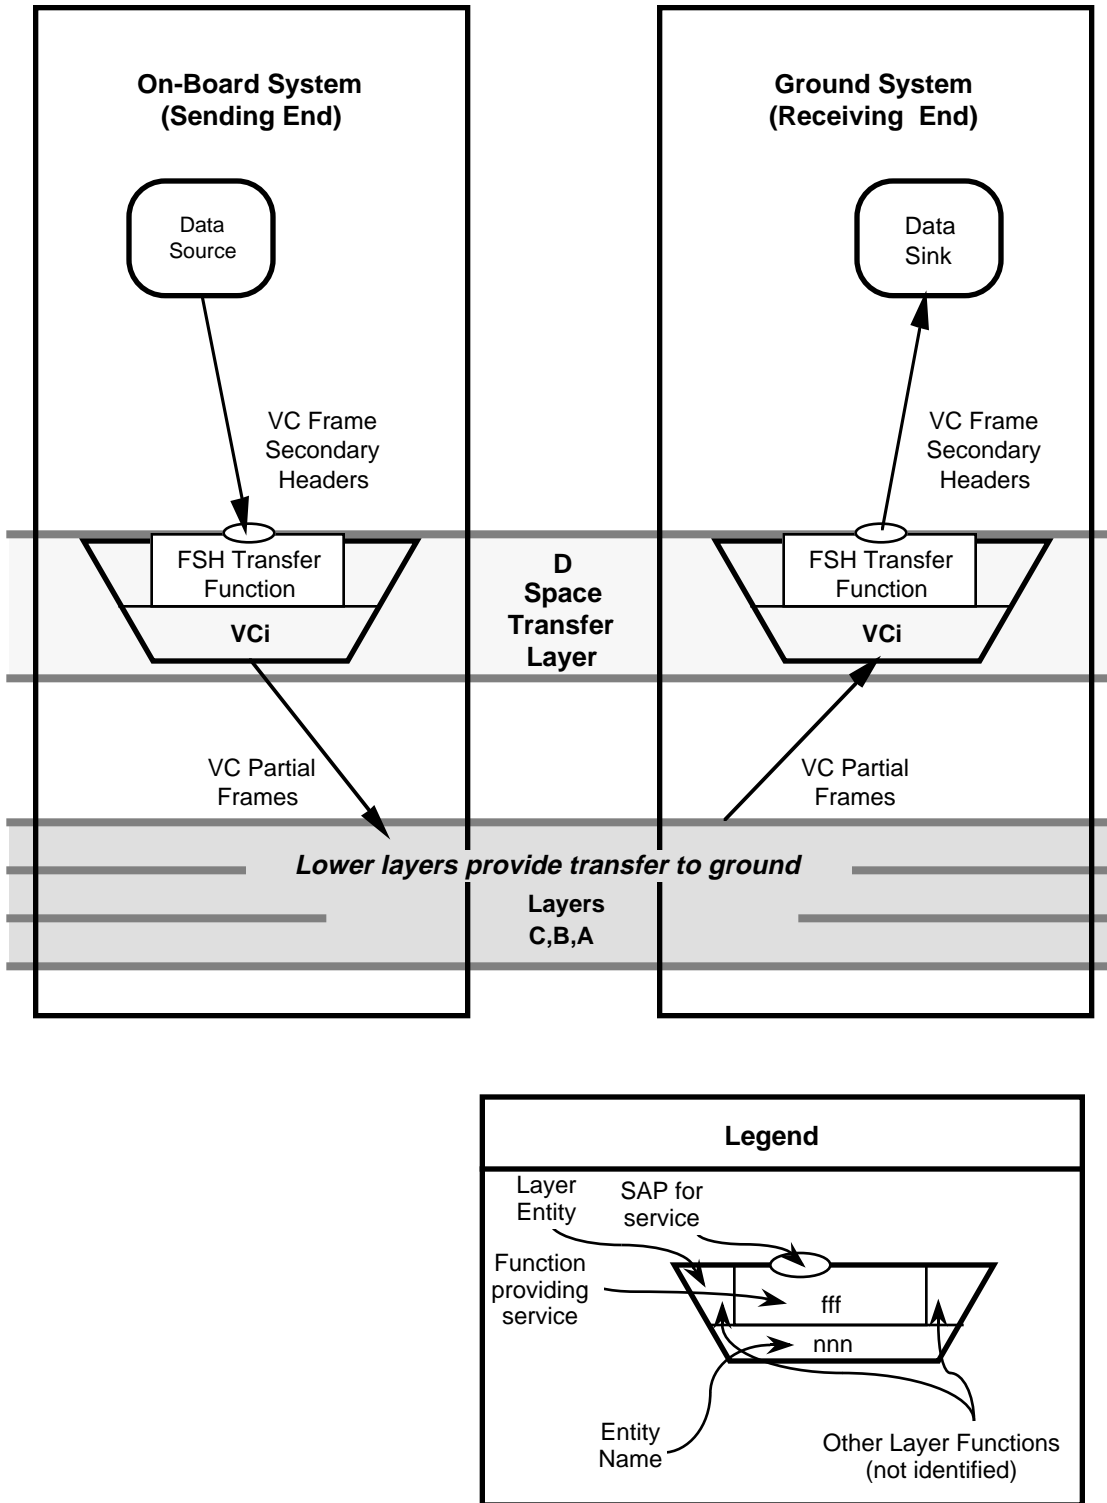 On-Board System
(Sending End)
Ground System
(Receiving End)
Data
Source
Data
Sink
VC Frame
Secondary
Headers
VC Frame
Secondary
Headers
FSH Transfer
Function
VCi
D
Space
Transfer
Layer
FSH Transfer
Function
VCi
VC Partial
Frames
VC Partial
Frames
Lower layers provide transfer to ground
Layers
C,B,A
Legend
Layer
Entity
SAP for
service
Function
providing
service
fff
nnn
Entity
Name
Other Layer Functions
(not identified)